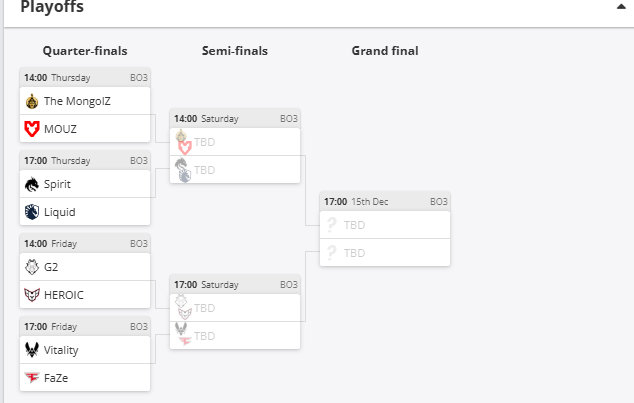 Playoffs
Quarter-finals
Semi-finals
Grand final
14:00 Thursday BO3
The MongolZ
MOUZ
17:00 Thursday BO3
Spirit
Liquid
14:00 Friday BO3
G2
HEROIC
17:00 Friday BO3
Vitality
FaZe
14:00 Saturday BO3
TBD
TBD
17:00 Saturday BO3
TBD
TBD
17:00 15th Dec BO3
? TBD
? TBD